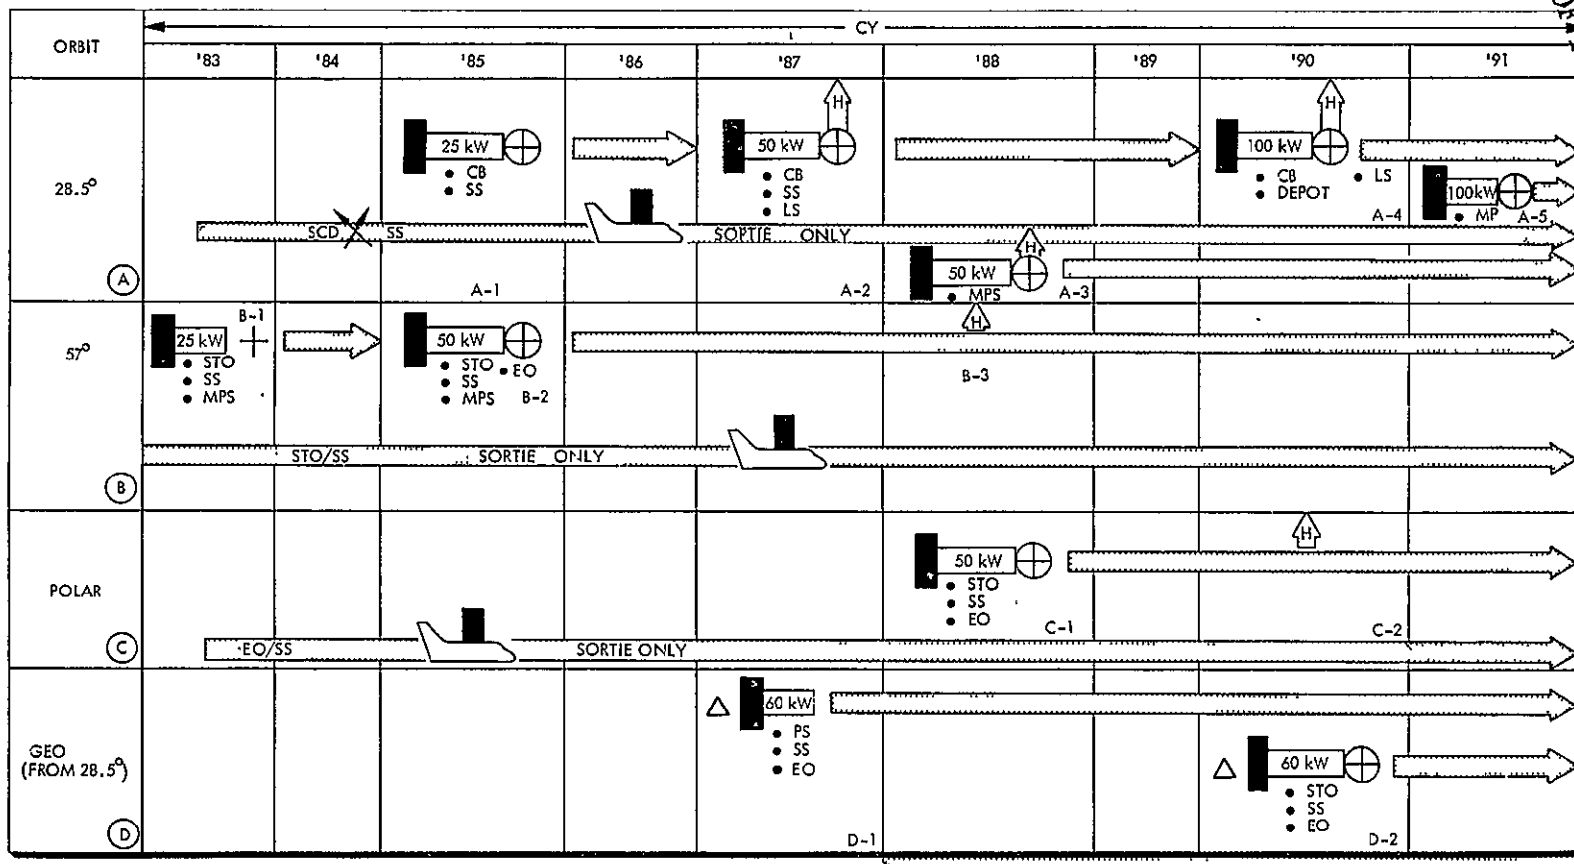 CY
ORBIT
'83 '84 '85 '86 '87 '88 '89 '90 '91
28.5°
25 kW
• CB
• SS
H
50 kW
• CB
• SS
• LS
H
100 kW
• CB • LS
• DEPOT
A-4
100kW
• MP A-5
SCD SS SOPTIE ONLY
H
50 kW
• MPS
A
A-1 A-2 A-3
57°
25 kW B-1
• STO
• SS
• MPS
50 kW
• STO • EO
• SS
• MPS B-2
H
B-3
STO/SS SORTIE ONLY
B
POLAR
50 kW
• STO
• SS
• EO
C-1
H
C-2
EO/SS SORTIE ONLY
C
GEO
(FROM 28.5°)
60 kW
• PS
• SS
• EO
D-1
60 kW
• STO
• SS
• EO
D-2
D